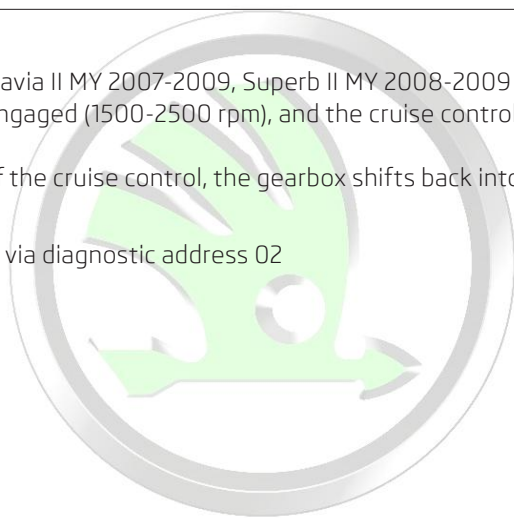 avia II MY 2007-2009, Superb II MY 2008-2009
ngaged (1500-2500 rpm), and the cruise control
f the cruise control, the gearbox shifts back into
via diagnostic address 02